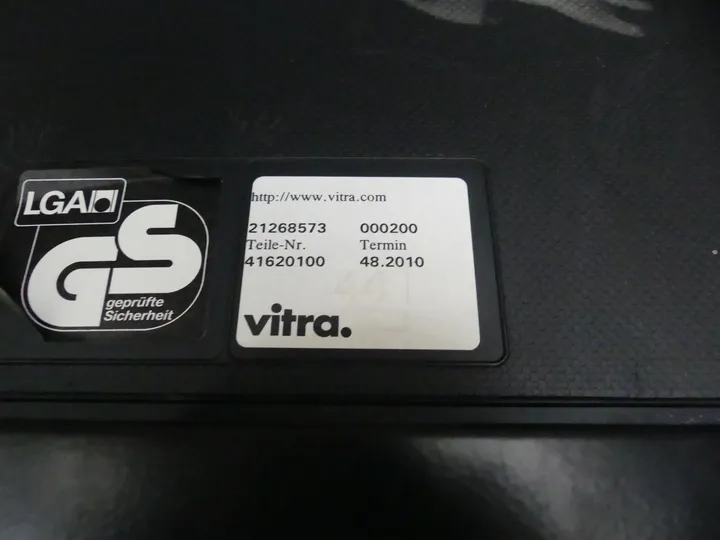 LGA
GS
geprüfte
Sicherheit
http://www.vitra.com
21268573 000200
Teile-Nr. Termin
41620100 48.2010
vitra.